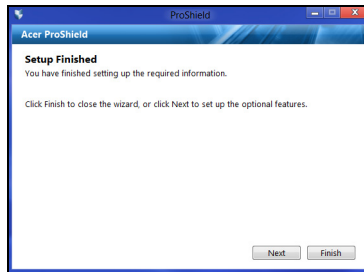 ProShield
Acer ProShield
Setup Finished
You have finished setting up the required information.
Click Finish to close the wizard, or click Next to set up the optional features.
Next
Finish